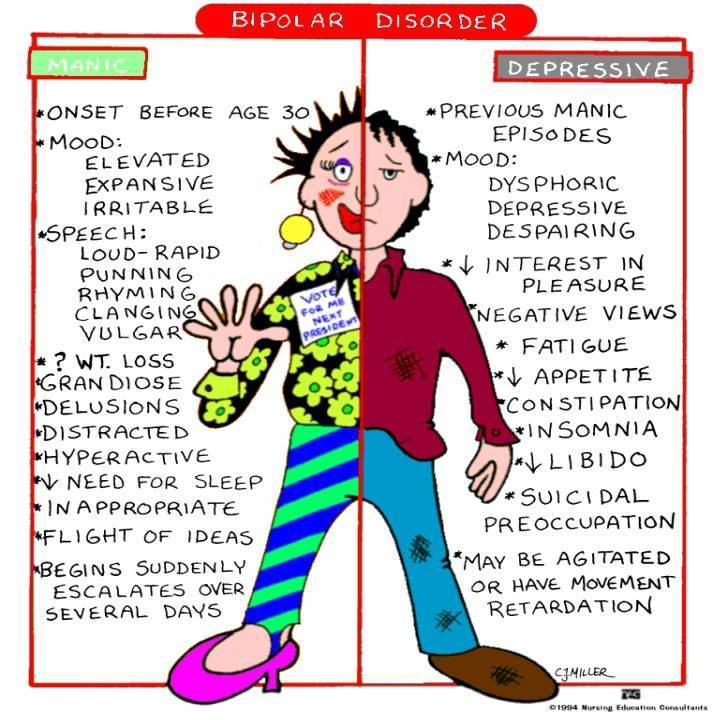 BIPOLAR DISORDER
MANIC
*ONSET BEFORE AGE 30
*MOOD:
ELEVATED
EXPANSIVE
IRRITABLE
*SPEECH:
LOUD-RAPID
PUNNING
RHYMING
CLANGING
VULGAR
*? WT. LOSS
*GRANDIOSE
*DELUSIONS
*DISTRACTED
*HYPERACTIVE
*↓ NEED FOR SLEEP
*INAPPROPRIATE
*FLIGHT OF IDEAS
*BEGINS SUDDENLY
ESCALATES OVER
SEVERAL DAYS
VOTE
FOR ME
NEXT
PRESIDENT
DEPRESSIVE
*PREVIOUS MANIC
EPISODES
*MOOD:
DYSPHORIC
DEPRESSIVE
DESPAIRING
*↓ INTEREST IN
PLEASURE
*NEGATIVE VIEWS
*FATIGUE
*↓ APPETITE
*CONSTIPATION
*INSOMNIA
*↓LIBIDO
*SUICIDAL
PREOCCUPATION
*MAY BE AGITATED
OR HAVE MOVEMENT
RETARDATION
CJMILLER
©1994 Nursing Education Consultants